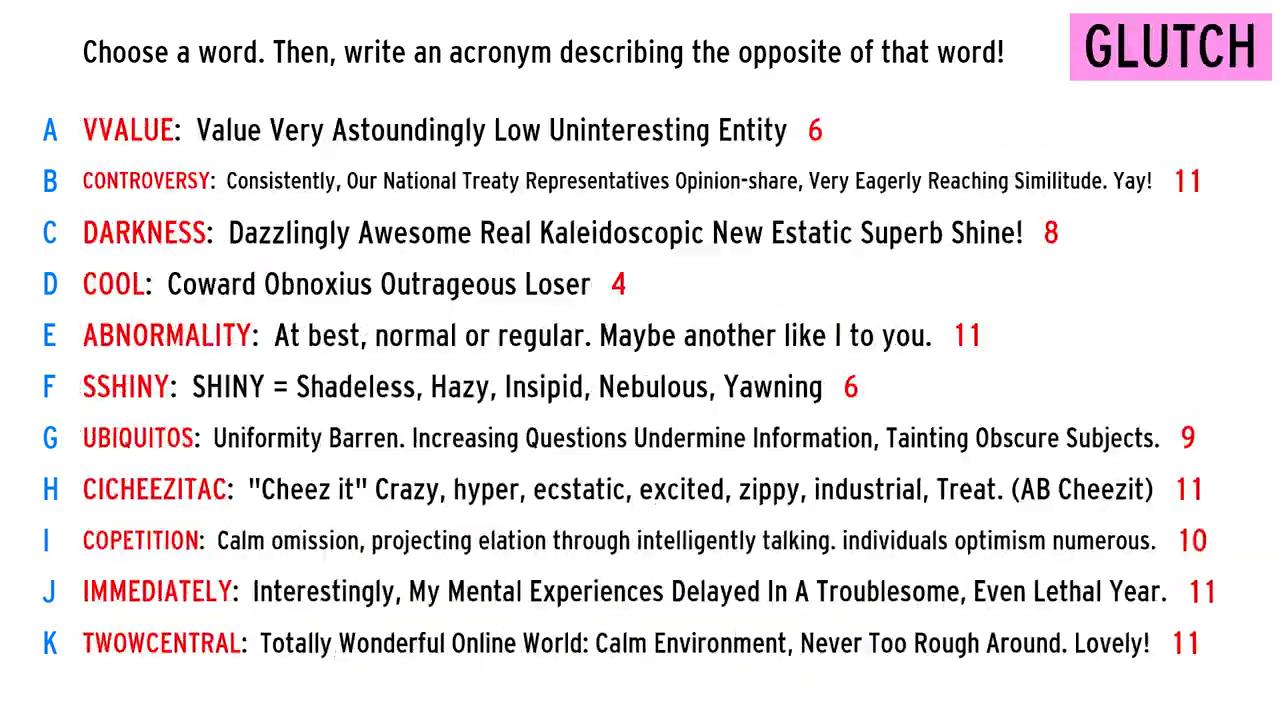 Choose a word. Then, write an acronym describing the opposite of that word!
GLUTCH
A VVALUE: Value Very Astoundingly Low Uninteresting Entity 6
B CONTROVERSY: Consistently, Our National Treaty Representatives Opinion-share, Very Eagerly Reaching Similitude. Yay! 11
C DARKNESS: Dazzlingly Awesome Real Kaleidoscopic New Estatic Superb Shine! 8
D COOL: Coward Obnoxius Outrageous Loser 4
E ABNORMALITY: At best, normal or regular. Maybe another like I to you. 11
F SSHINY: SHINY = Shadeless, Hazy, Insipid, Nebulous, Yawning 6
G UBIQUITOS: Uniformity Barren. Increasing Questions Undermine Information, Tainting Obscure Subjects. 9
H CICHEEZITAC: "Cheez it" Crazy, hyper, ecstatic, excited, zippy, industrial, Treat. (AB Cheezit) 11
I COPETITION: Calm omission, projecting elation through intelligently talking. individuals optimism numerous. 10
J IMMEDIATELY: Interestingly, My Mental Experiences Delayed In A Troublesome, Even Lethal Year. 11
K TWOWCENTRAL: Totally Wonderful Online World: Calm Environment, Never Too Rough Around. Lovely! 11